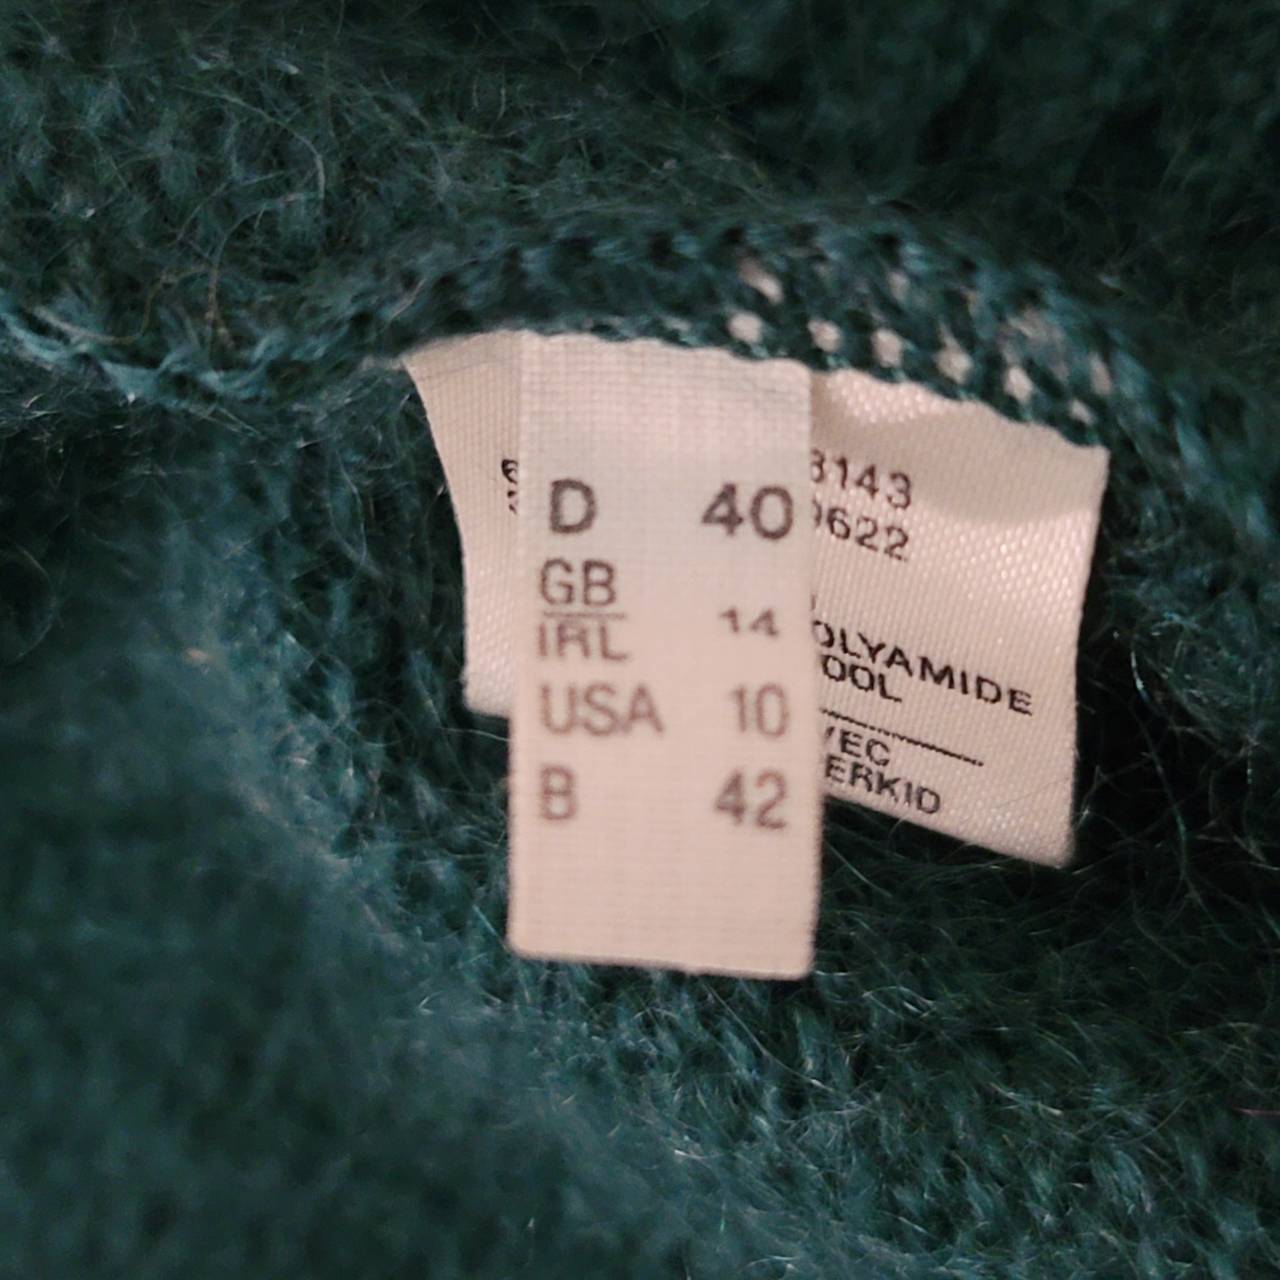 D 40
GB 14
IRL
USA 10
B 42
3143
9622
OLYAMIDE
OOL
VEC
ERKID